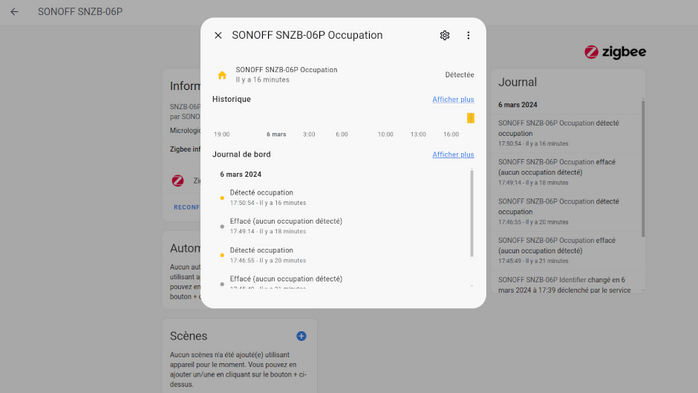 SONOFF SNZB-06P
SONOFF SNZB-06P Occupation
SONOFF SNZB-06P Occupation
Il y a 16 minutes
Détectée
Historique
Afficher plus
19:00 6 mars 3:00 6:00 10:00 13:00 16:00
Journal de bord
Afficher plus
6 mars 2024
Détecté occupation
17:50:54 - Il y a 16 minutes
Effacé (aucun occupation détecté)
17:49:14 - Il y a 18 minutes
Détecté occupation
17:46:55 - Il y a 20 minutes
Effacé (aucun occupation détecté)
17:45:49 - Il y a 21 minutes
Inform
SNZB-06P
par SONO
Microlog
Zigbee inf
Zi
RECONF
Autom
Aucun aut
utilisant a
pouvez en
bouton +
Scènes
Aucun scènes n'a été ajouté(e) utilisant
appareil pour le moment. Vous pouvez en
ajouter un/une en cliquant sur le bouton + ci-
dessus.
zigbee
Journal
6 mars 2024
SONOFF SNZB-06P Occupation détecté
occupation
17:50:54 - Il y a 16 minutes
SONOFF SNZB-06P Occupation effacé
(aucun occupation détecté)
17:49:14 - Il y a 18 minutes
SONOFF SNZB-06P Occupation détecté
occupation
17:46:55 - Il y a 20 minutes
SONOFF SNZB-06P Occupation effacé
(aucun occupation détecté)
17:45:49 - Il y a 21 minutes
SONOFF SNZB-06P Identifier changé en 6
mars 2024 à 17:39 déclenché par le service